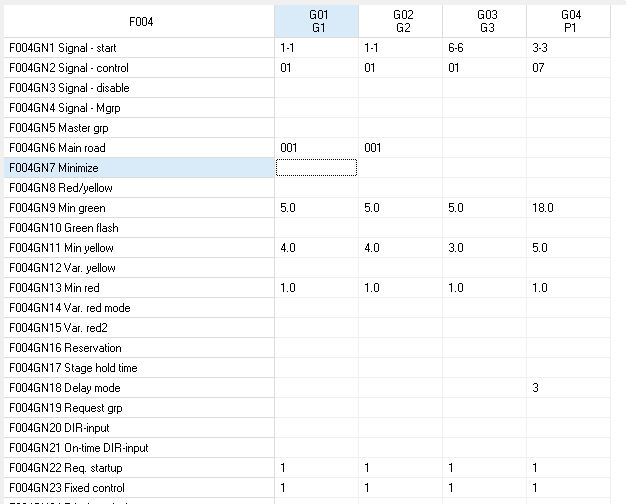 F004 G01 G02 G03 G04
G1 G2 G3 P1
F004GN1 Signal - start 1-1 1-1 6-6 3-3
F004GN2 Signal - control 01 01 01 07
F004GN3 Signal - disable
F004GN4 Signal - Mgrp
F004GN5 Master grp
F004GN6 Main road 001 001
F004GN7 Minimize
F004GN8 Red/yellow
F004GN9 Min green 5.0 5.0 5.0 18.0
F004GN10 Green flash
F004GN11 Min yellow 4.0 4.0 3.0 5.0
F004GN12 Var. yellow
F004GN13 Min red 1.0 1.0 1.0 1.0
F004GN14 Var. red mode
F004GN15 Var. red2
F004GN16 Reservation
F004GN17 Stage hold time
F004GN18 Delay mode 3
F004GN19 Request grp
F004GN20 DIR-input
F004GN21 On-time DIR-input
F004GN22 Req. startup 1 1 1 1
F004GN23 Fixed control 1 1 1 1